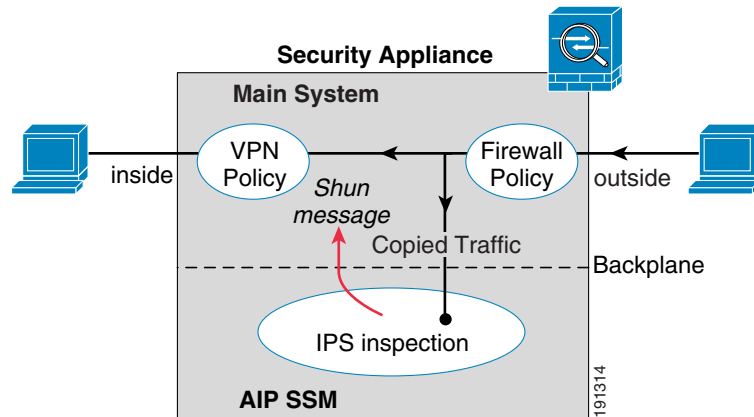 Security Appliance
Main System
VPN
Policy
Firewall
Policy
inside
outside
Shun
message
Copied Traffic
Backplane
IPS inspection
AIP SSM
191314